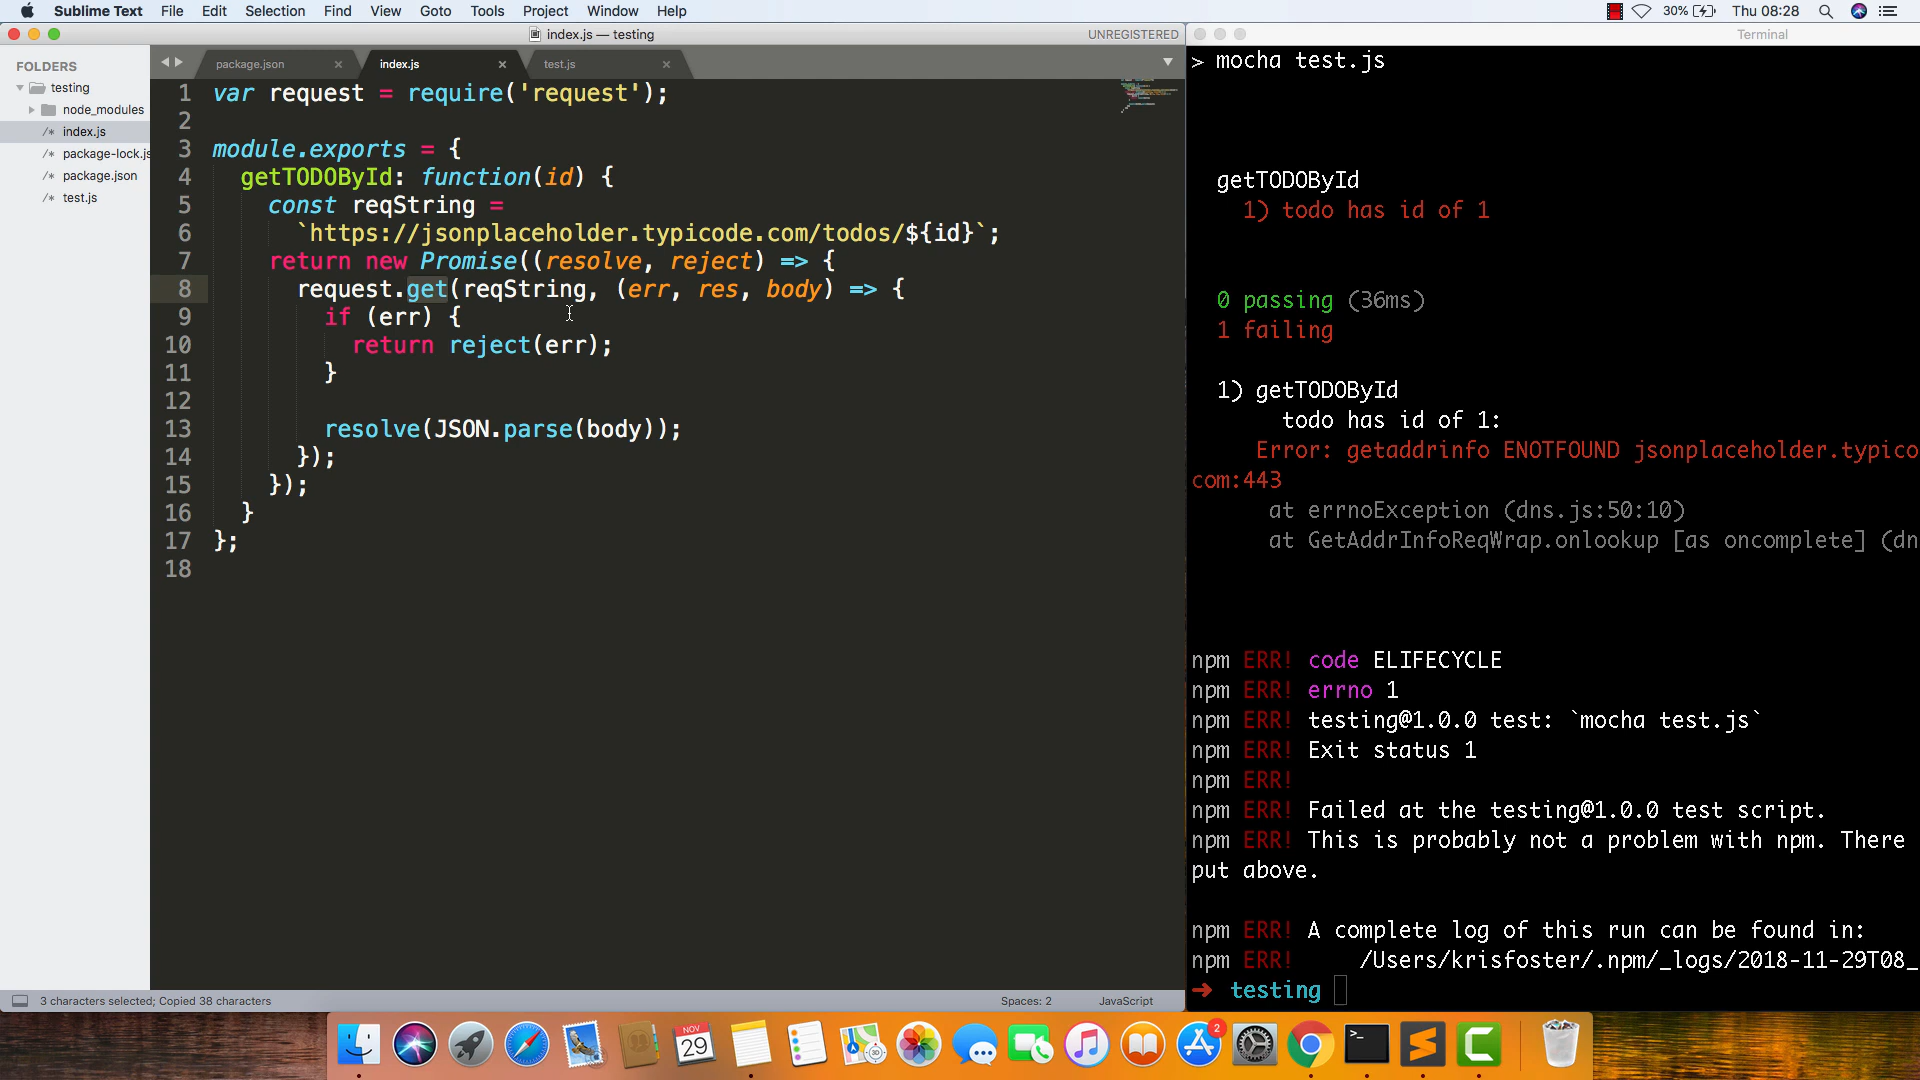 Sublime Text File Edit Selection Find View Goto Tools Project Window Help
30% Thu 08:28
index.js — testing
UNREGISTERED
FOLDERS
testing
node_modules
index.js
package-lock.js
package.json
test.js
package.json
index.js
test.js
1 var request = require('request');
2
3 module.exports = {
4 getTODOById: function(id) {
5 const reqString =
6 `https://jsonplaceholder.typicode.com/todos/${id}`;
7 return new Promise((resolve, reject) => {
8 request.get(reqString, (err, res, body) => {
9 if (err) {
10 return reject(err);
11 }
12
13 resolve(JSON.parse(body));
14 });
15 });
16 }
17 };
18
3 characters selected; Copied 38 characters
Spaces: 2
JavaScript
Terminal
> mocha test.js
getTODOById
1) todo has id of 1
0 passing (36ms)
1 failing
1) getTODOById
todo has id of 1:
Error: getaddrinfo ENOTFOUND jsonplaceholder.typico
com:443
at errnoException (dns.js:50:10)
at GetAddrInfoReqWrap.onlookup [as oncomplete] (dn
npm ERR! code ELIFECYCLE
npm ERR! errno 1
npm ERR! testing@1.0.0 test: `mocha test.js`
npm ERR! Exit status 1
npm ERR!
npm ERR! Failed at the testing@1.0.0 test script.
npm ERR! This is probably not a problem with npm. There
put above.
npm ERR! A complete log of this run can be found in:
npm ERR! /Users/krisfoster/.npm/_logs/2018-11-29T08_
➜ testing
NOV
29
2